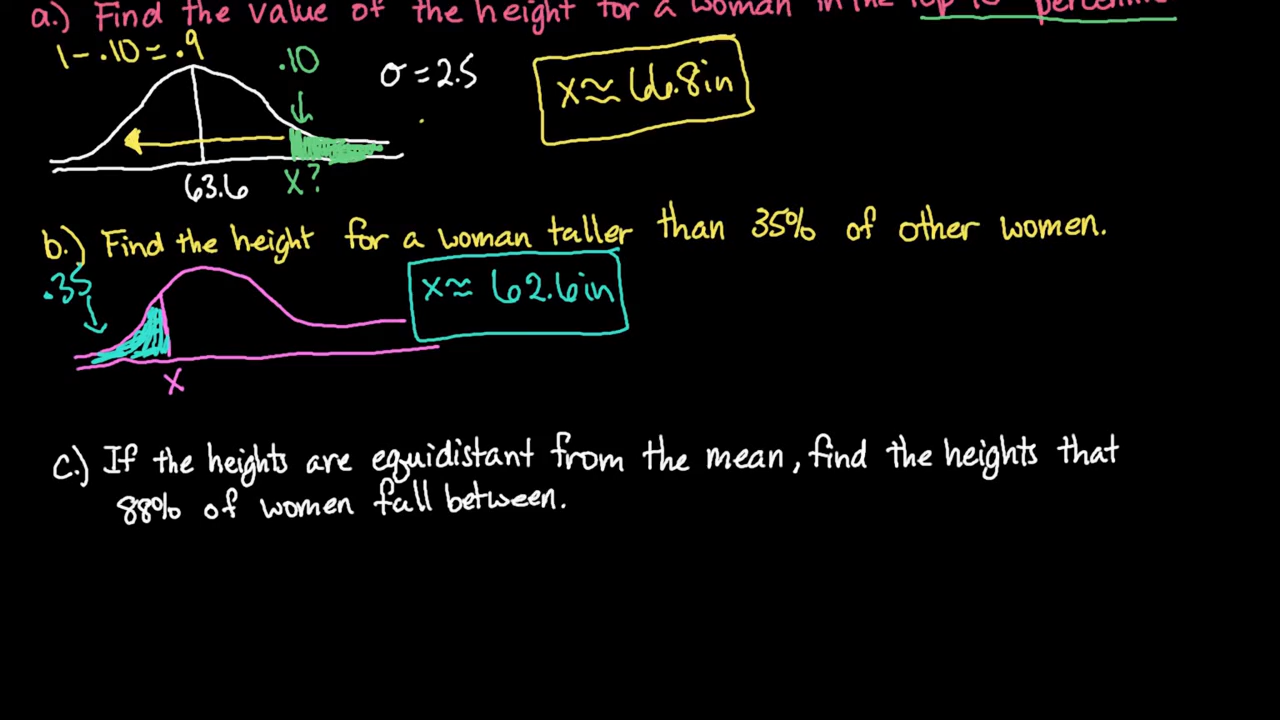 a.) Find the value of the height for a woman in the top 10
1 - .10 = .9
.10
σ = 2.5
x ≈ 66.8in
63.6
x?
b.) Find the height for a woman taller than 35% of other women.
.35
x ≈ 62.6in
x
c.) If the heights are equidistant from the mean, find the heights that
88% of women fall between.